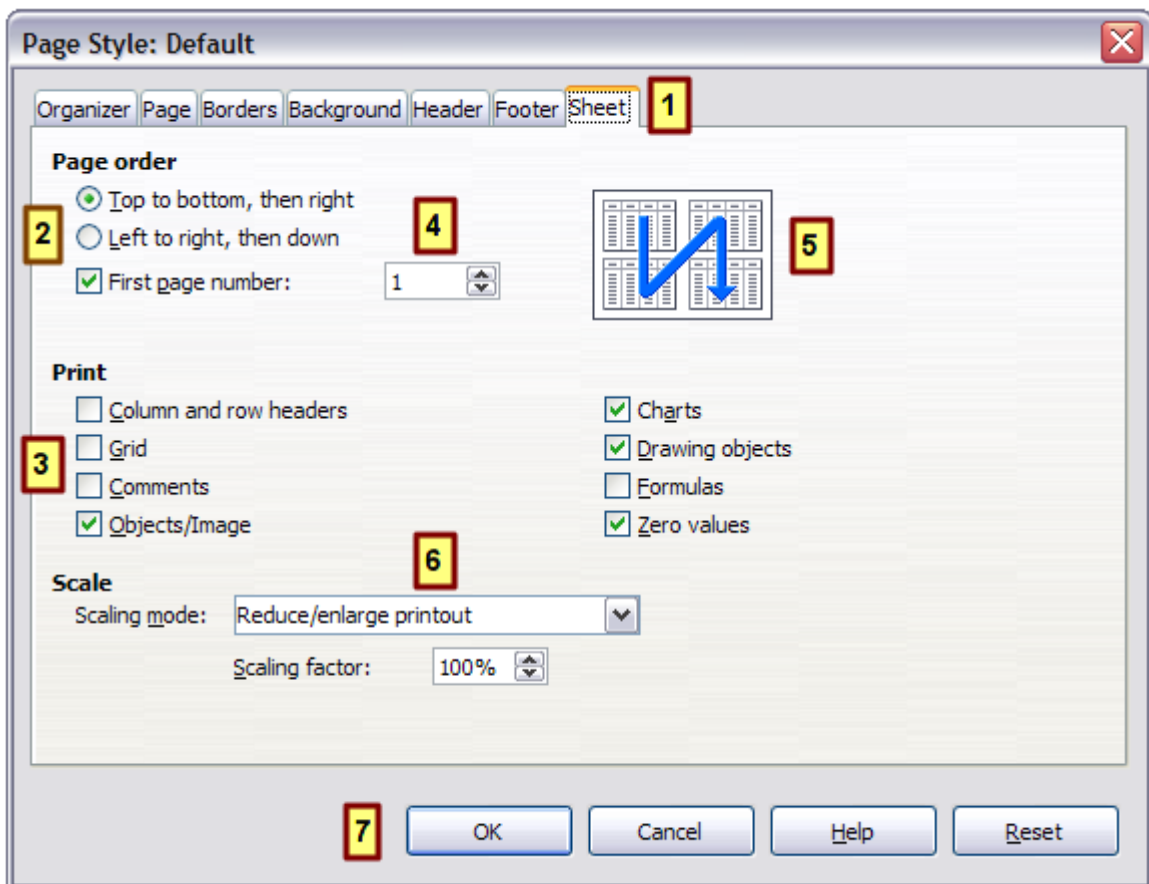 Page Style: Default
Organizer Page Borders Background Header Footer Sheet 1
Page order
Top to bottom, then right
2 4 5
Left to right, then down
First page number: 1
Print
Column and row headers Charts
3 Grid Drawing objects
Comments Formulas
Objects/Image Zero values
6
Scale
Scaling mode: Reduce/enlarge printout
Scaling factor: 100%
7 OK Cancel Help Reset